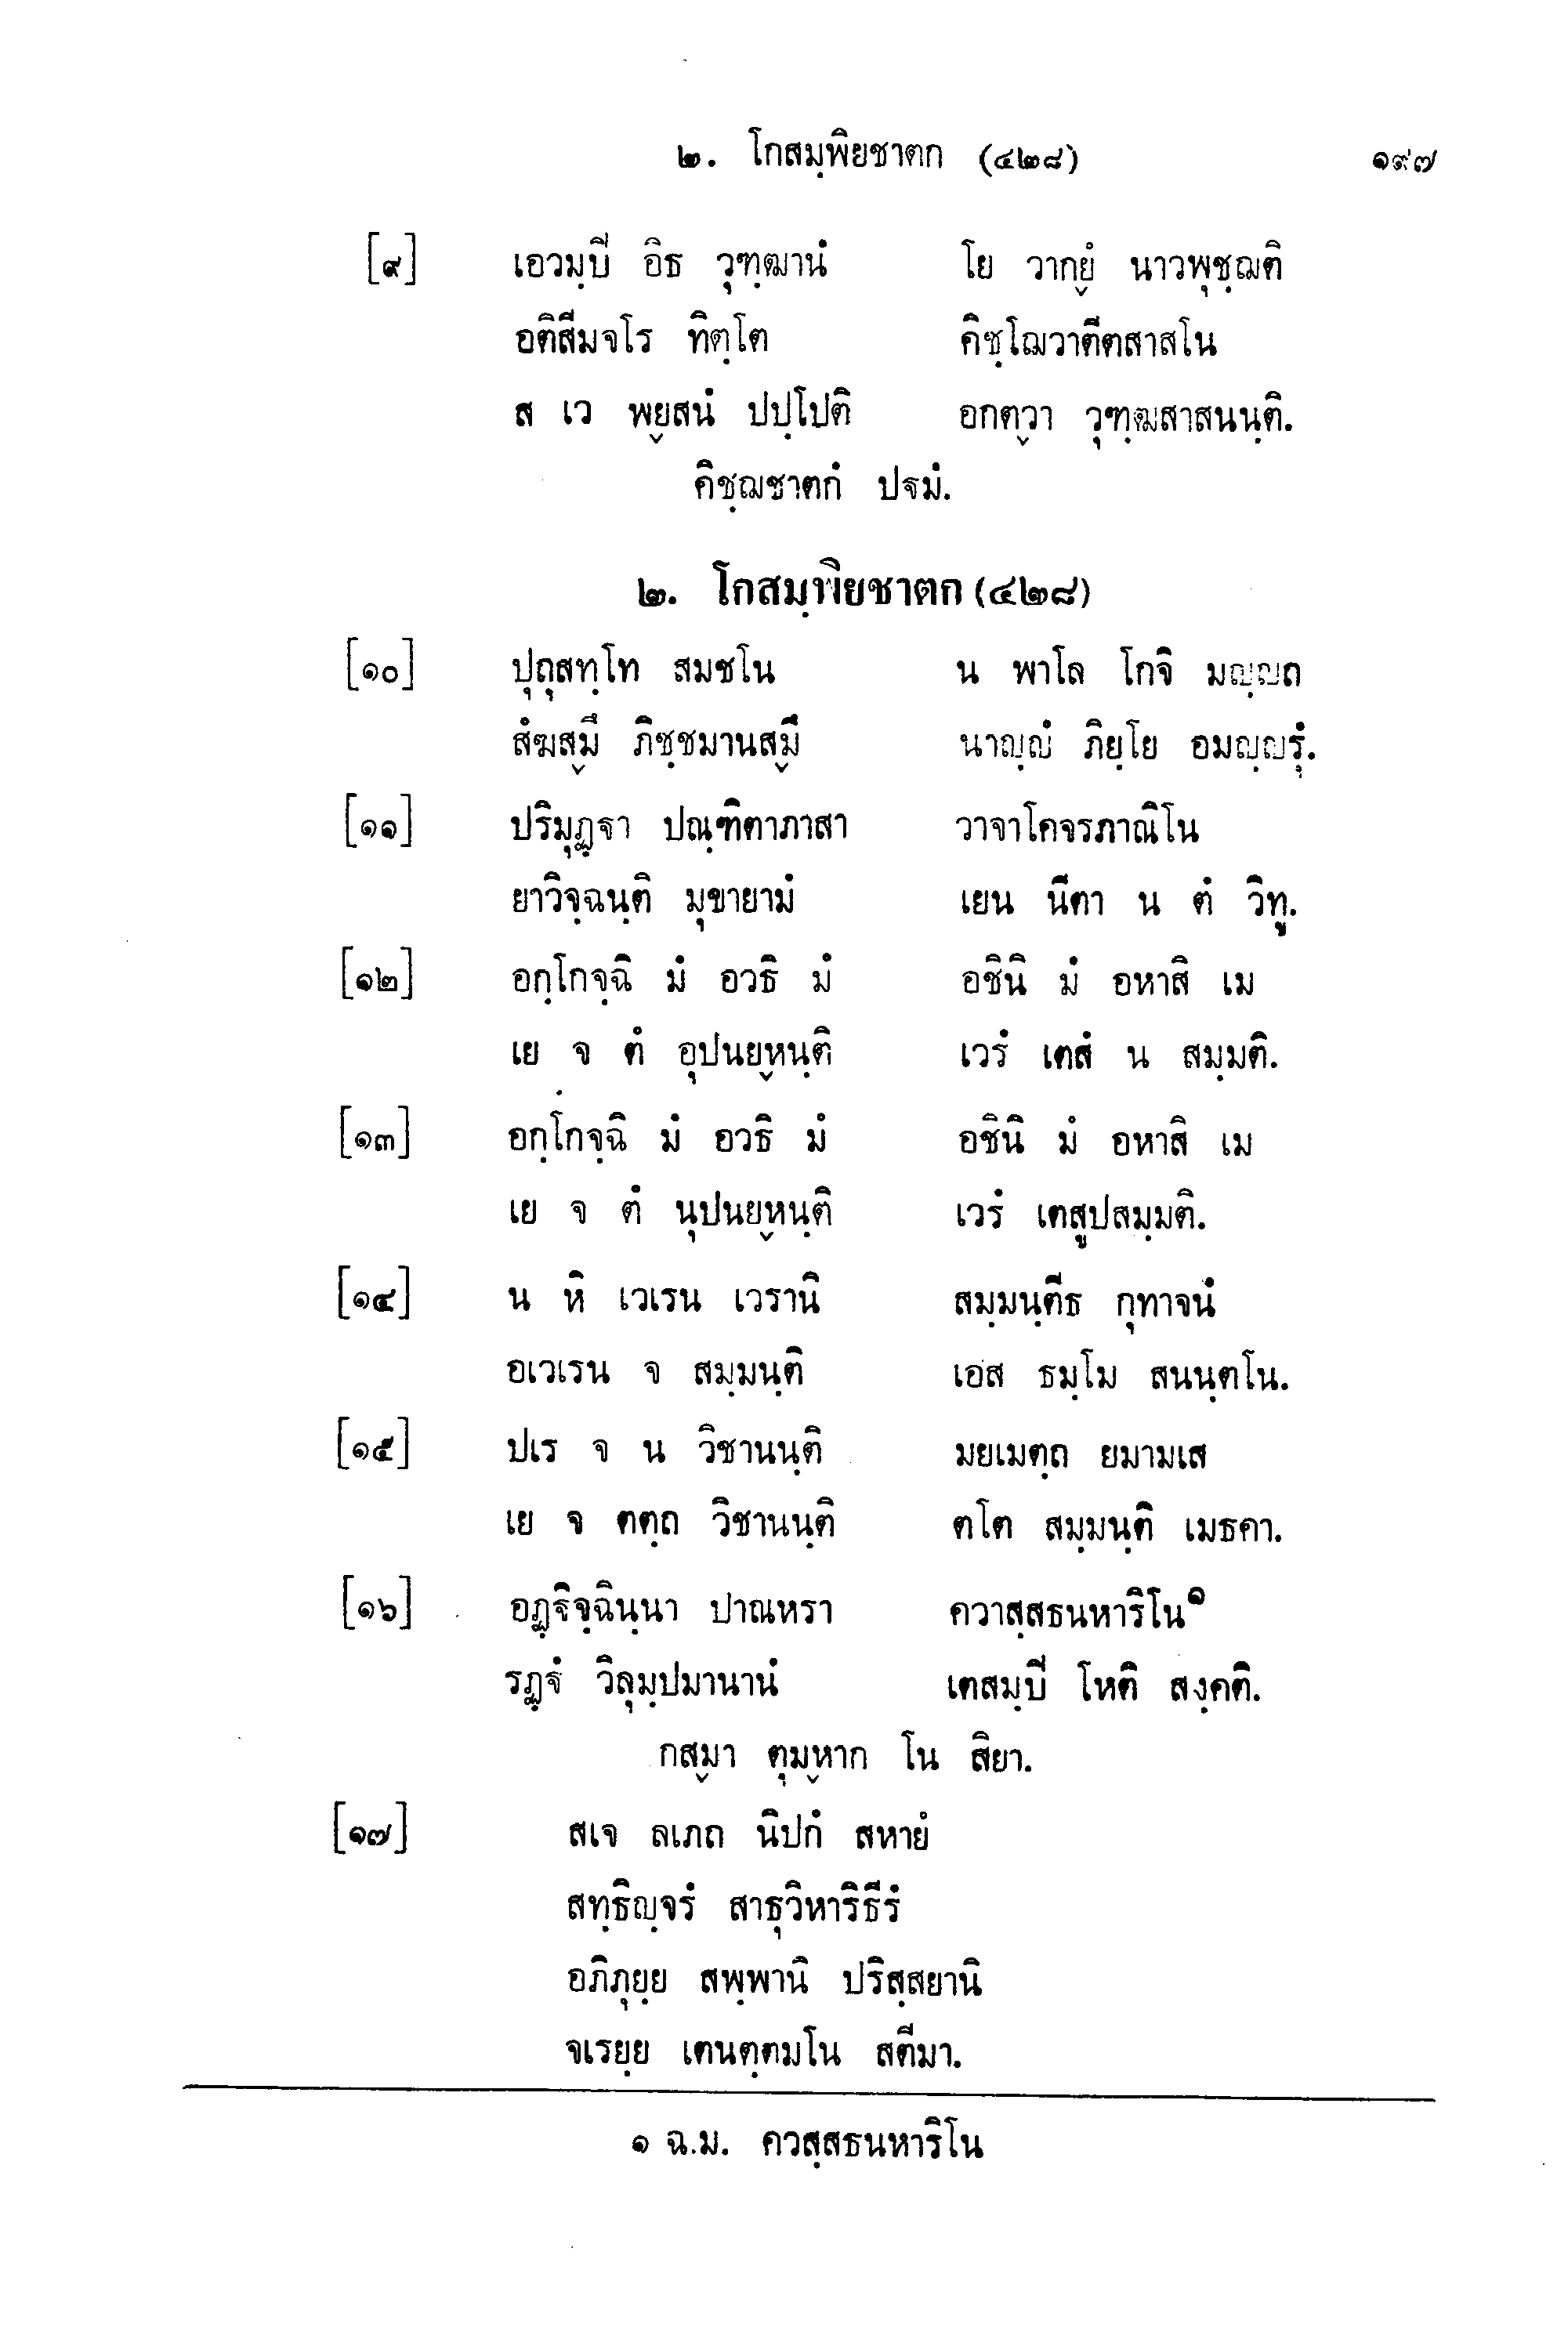 ๒. โกสมฺพิยชาตก (๔๒๘) ๑๙๗
[๙] เอวมฺปิ อิธ วุฑฺฒานํ โย วากฺยํ นาวพุชฺฌติ
อติสีมจโร ทิตฺโต คิชฺโฌวาตีตสาสโน
ส เว พฺยสนํ ปปฺโปติ อกตฺวา วุฑฺฒสาสนนฺติ.
คิชฺฌชาตกํ ปฐมํ.
๒. โกสมฺพิยชาตก (๔๒๘)
[๑๐] ปุถุสทฺโท สมชโน น พาโล โกจิ มญฺญถ
สํฆสฺมึ ภิชฺชมานสฺมึ นาญฺญํ ภิยฺโย อมญฺญรุํ.
[๑๑] ปริมุฏฺฐา ปณฺฑิตาภาสา วาจาโคจรภาณิโน
ยาวิจฺฉนฺติ มุขายามํ เยน นีตา น ตํ วิทู.
[๑๒] อกฺโกจฺฉิ มํ อวธิ มํ อชินิ มํ อหาสิ เม
เย จ ตํ อุปนยฺหนฺติ เวรํ เตสํ น สมฺมติ.
[๑๓] อกฺโกจฺฉิ มํ อวธิ มํ อชินิ มํ อหาสิ เม
เย จ ตํ นุปนยฺหนฺติ เวรํ เตสูปสมฺมติ.
[๑๔] น หิ เวเรน เวรานิ สมฺมนฺตีธ กุทาจนํ
อเวเรน จ สมฺมนฺติ เอส ธมฺโม สนนฺตโน.
[๑๕] ปเร จ น วิชานนฺติ มยเมตฺถ ยมามเส
เย จ ตตฺถ วิชานนฺติ ตโต สมฺมนฺติ เมธคา.
[๑๖] อฏฺฐิจฺฉินฺนา ปาณหรา ควาสฺสธนหาริโน๑
รฏฺฐํ วิลุมฺปมานานํ เตสมฺปิ โหติ สงฺคติ.
กสฺมา ตุมฺหาก โน สิยา.
[๑๗] สเจ ลเภถ นิปกํ สหายํ
สทฺธิญฺจรํ สาธุวิหาริธีรํ
อภิภุยฺย สพฺพานิ ปริสฺสยานิ
จเรยฺย เตนตฺตมโน สตีมา.
๑ ฉ.ม. ควสฺสธนหาริโน